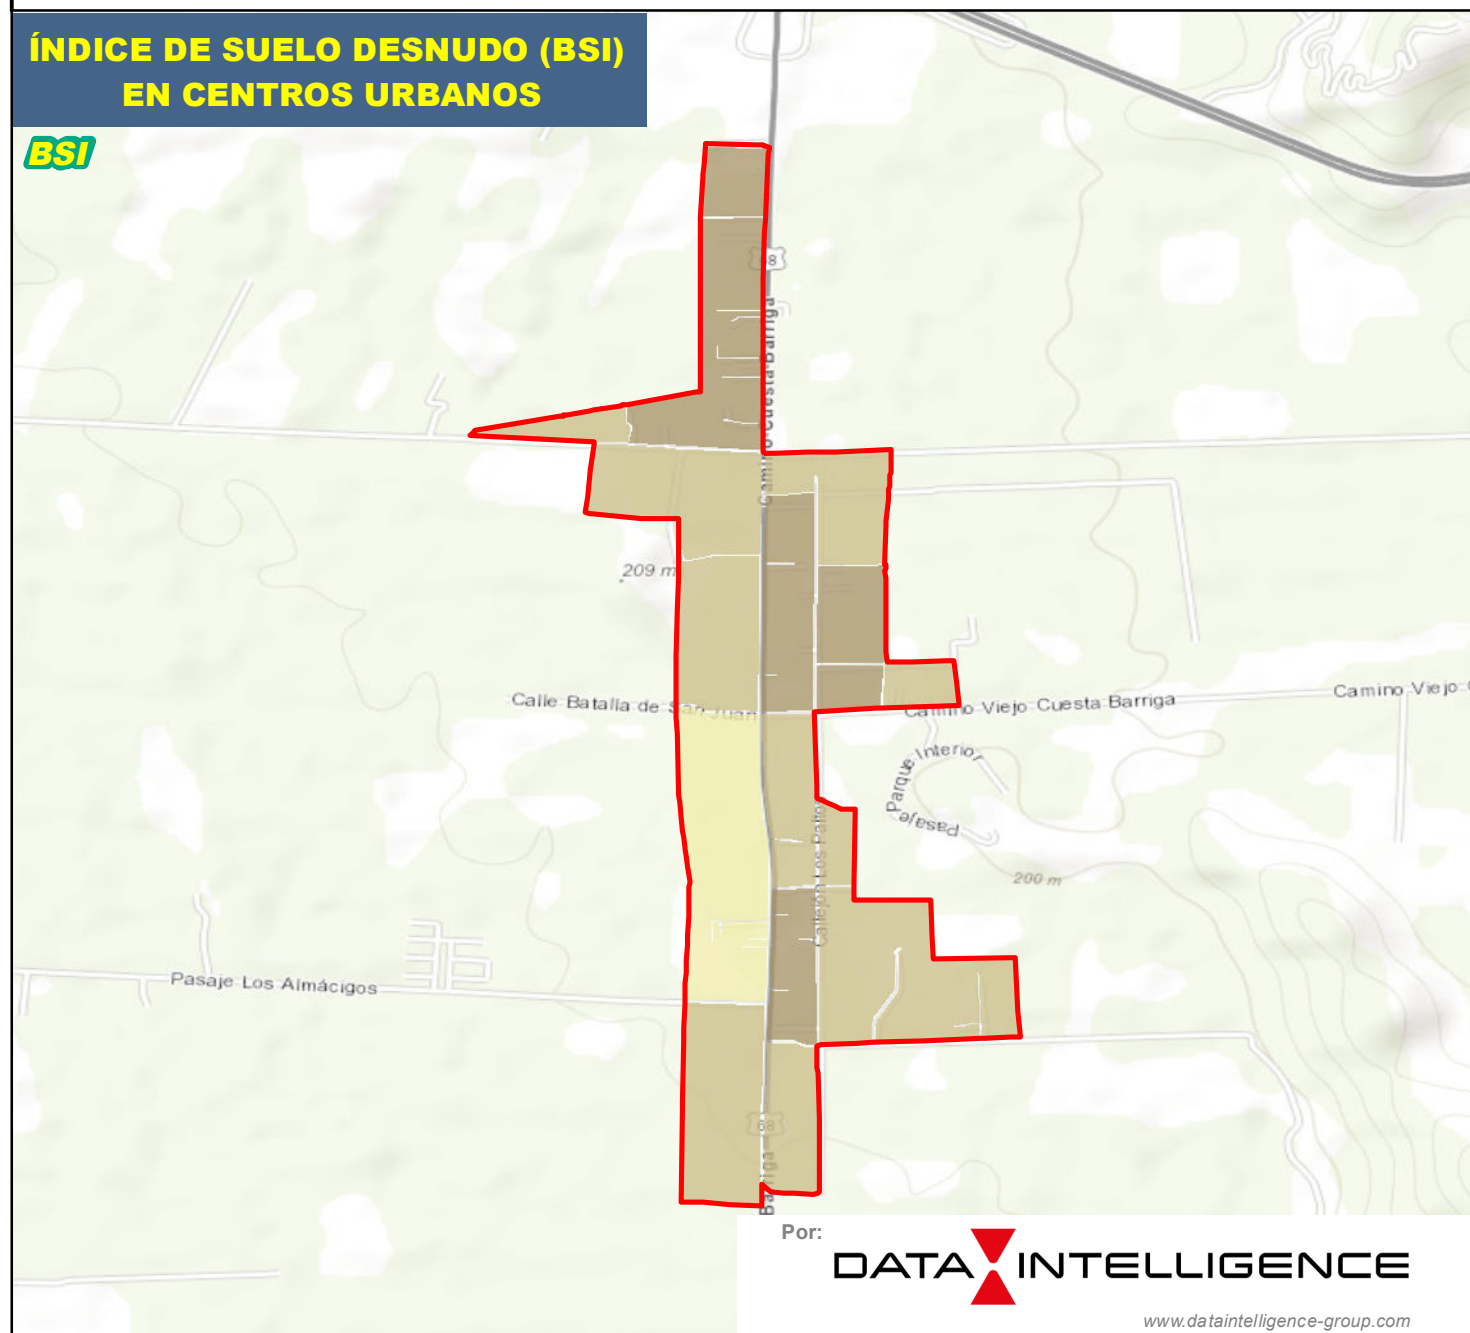 ÍNDICE DE SUELO DESNUDO (BSI)
EN CENTROS URBANOS
BSI
68
Camino Cuesta Barriga
209 m
Calle Batalla de San Juan
Camino Viejo Cuesta Barriga
Camino Viejo
Parque Interior
Pasaje
Callejón Los
200 m
Pasaje Los Almácigos
68
Barriga
Por:
DATA INTELLIGENCE
www.dataintelligence-group.com